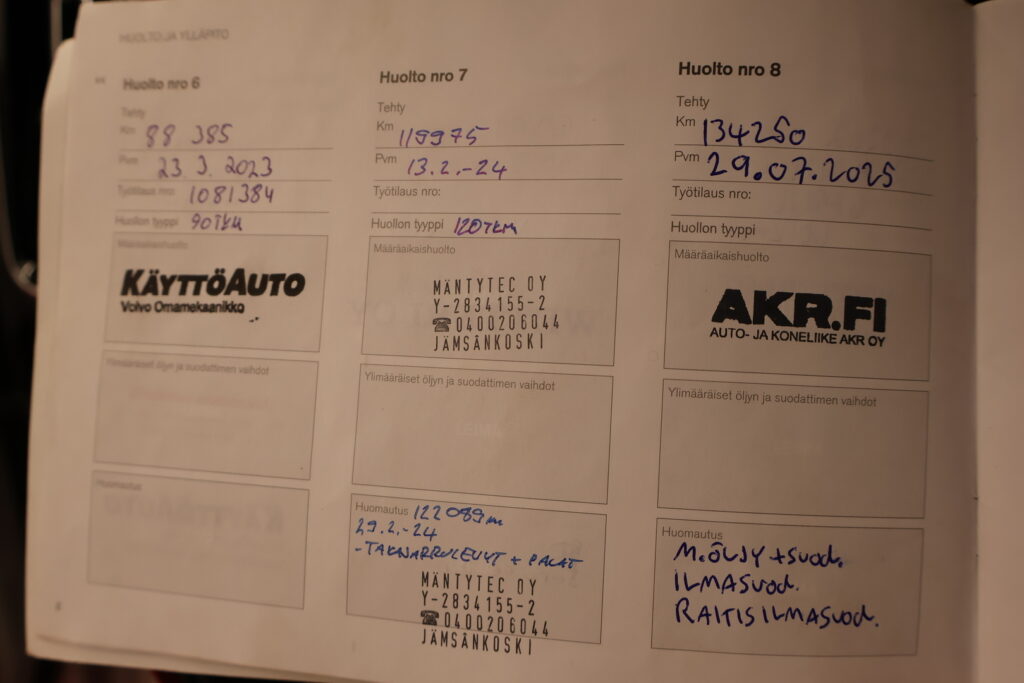 HUOLTO JA YLLÄPITO
Huolto nro 6
Tehty
Km 88 385
Pvm 23. 3. 2023
Työtilaus nro: 1081384
Huollon tyyppi 90TKM
Määräaikaishuolto
KÄYTTÖAUTO
Volvo Omamekaanikko
Ylimääräiset öljyn ja suodattimen vaihdot
Huomautus
Huolto nro 7
Tehty
Km 119975
Pvm 13.2.-24
Työtilaus nro:
Huollon tyyppi 120TKM
Määräaikaishuolto
MÄNTYTEC OY
Y-2834155-2
☎0400206044
JÄMSÄNKOSKI
Ylimääräiset öljyn ja suodattimen vaihdot
Huomautus 122089
29.2.-24
-TAKAJARRULEVYT + PALAT
MÄNTYTEC OY
Y-2834155-2
☎0400206044
JÄMSÄNKOSKI
Huolto nro 8
Tehty
Km 134250
Pvm 29.07.2025
Työtilaus nro:
Huollon tyyppi
Määräaikaishuolto
AKR.FI
AUTO- JA KONELIIKE AKR OY
Ylimääräiset öljyn ja suodattimen vaihdot
Huomautus
M.ÖLJY +suod.
ILMASuod.
RAITISILMASuod.